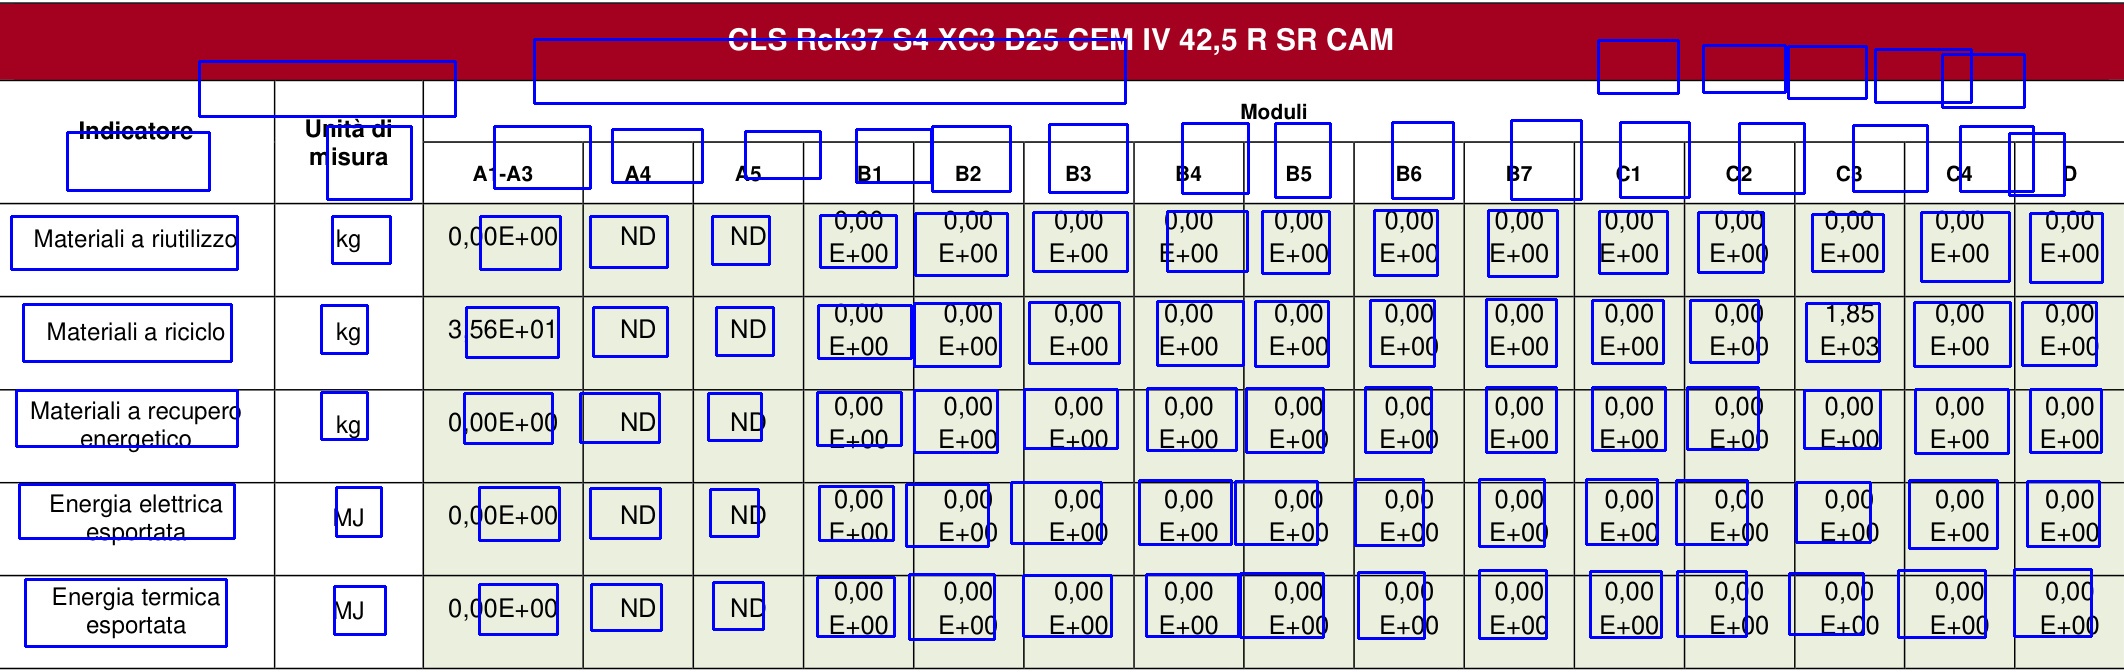 CLS Rck37 S4 XC3 D25 CEM IV 42,5 R SR CAM
Indicatore
Unità di
misura
Moduli
A1-A3 A4 A5 B1 B2 B3 B4 B5 B6 B7 C1 C2 C3 C4 D
Materiali a riutilizzo kg 0,00E+00 ND ND 0,00 0,00 0,00 0,00 0,00 0,00 0,00 0,00 0,00 0,00 0,00 0,00
E+00 E+00 E+00 E+00 E+00 E+00 E+00 E+00 E+00 E+00 E+00 E+00
Materiali a riciclo kg 3,56E+01 ND ND 0,00 0,00 0,00 0,00 0,00 0,00 0,00 0,00 0,00 1,85 0,00 0,00
E+00 E+00 E+00 E+00 E+00 E+00 E+00 E+00 E+00 E+03 E+00 E+00
Materiali a recupero kg 0,00E+00 ND ND 0,00 0,00 0,00 0,00 0,00 0,00 0,00 0,00 0,00 0,00 0,00 0,00
energetico E+00 E+00 E+00 E+00 E+00 E+00 E+00 E+00 E+00 E+00 E+00 E+00
Energia elettrica MJ 0,00E+00 ND ND 0,00 0,00 0,00 0,00 0,00 0,00 0,00 0,00 0,00 0,00 0,00 0,00
esportata E+00 E+00 E+00 E+00 E+00 E+00 E+00 E+00 E+00 E+00 E+00 E+00
Energia termica MJ 0,00E+00 ND ND 0,00 0,00 0,00 0,00 0,00 0,00 0,00 0,00 0,00 0,00 0,00 0,00
esportata E+00 E+00 E+00 E+00 E+00 E+00 E+00 E+00 E+00 E+00 E+00 E+00